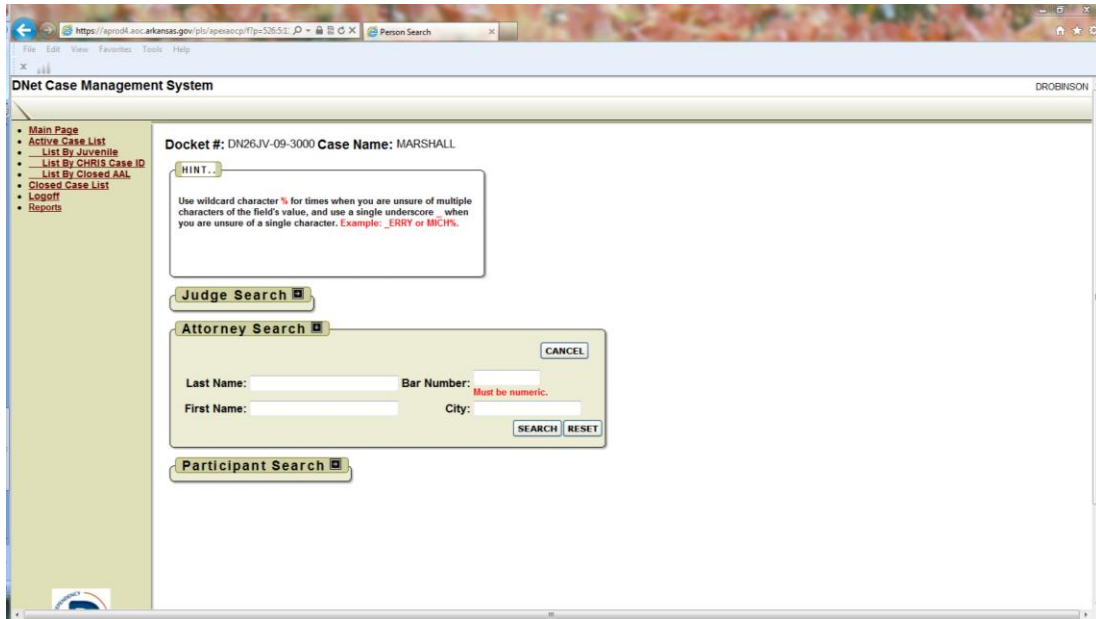 https://aprod4.aoc.arkansas.gov/pls/apexaocp/f?p=526:5:1:
Person Search
File Edit View Favorites Tools Help
DNet Case Management System
DROBINSON
Main Page
Active Case List
List By Juvenile
List By CHRIS Case ID
List By Closed AAL
Closed Case List
Logoff
Reports
Docket #: DN26JV-09-3000 Case Name: MARSHALL
HINT..
Use wildcard character % for times when you are unsure of multiple
characters of the field's value, and use a single underscore _ when
you are unsure of a single character. Example: _ERRY or MICH%.
Judge Search
Attorney Search
CANCEL
Last Name: Bar Number:
Must be numeric.
First Name: City:
SEARCH RESET
Participant Search